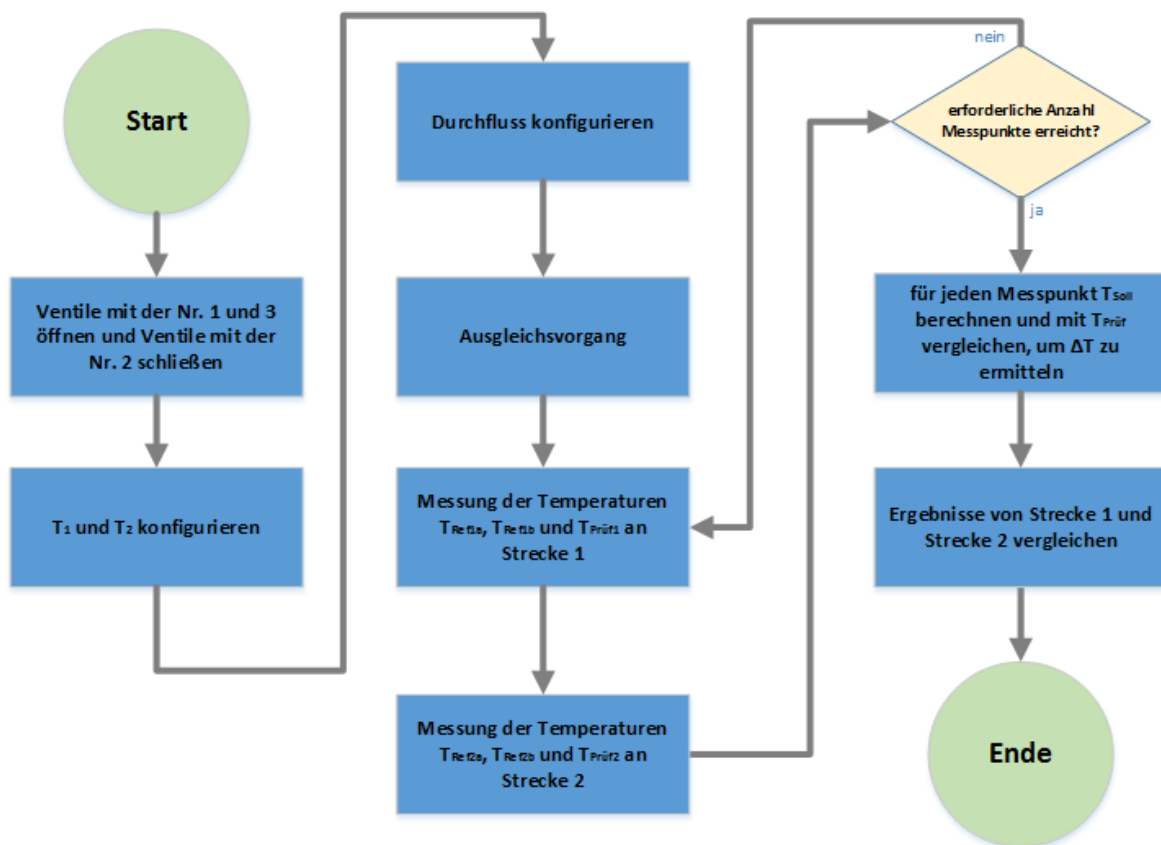 Start
Ventile mit der Nr. 1 und 3
öffnen und Ventile mit der
Nr. 2 schließen
T₁ und T₂ konfigurieren
Durchfluss konfigurieren
Ausgleichsvorgang
Messung der Temperaturen
TRef1a, TRef1b und TPrüf1 an
Strecke 1
Messung der Temperaturen
TRef2a, TRef2b und TPrüf2 an
Strecke 2
nein
erforderliche Anzahl
Messpunkte erreicht?
ja
für jeden Messpunkt TSoll
berechnen und mit TPrüf
vergleichen, um ΔT zu
ermitteln
Ergebnisse von Strecke 1 und
Strecke 2 vergleichen
Ende